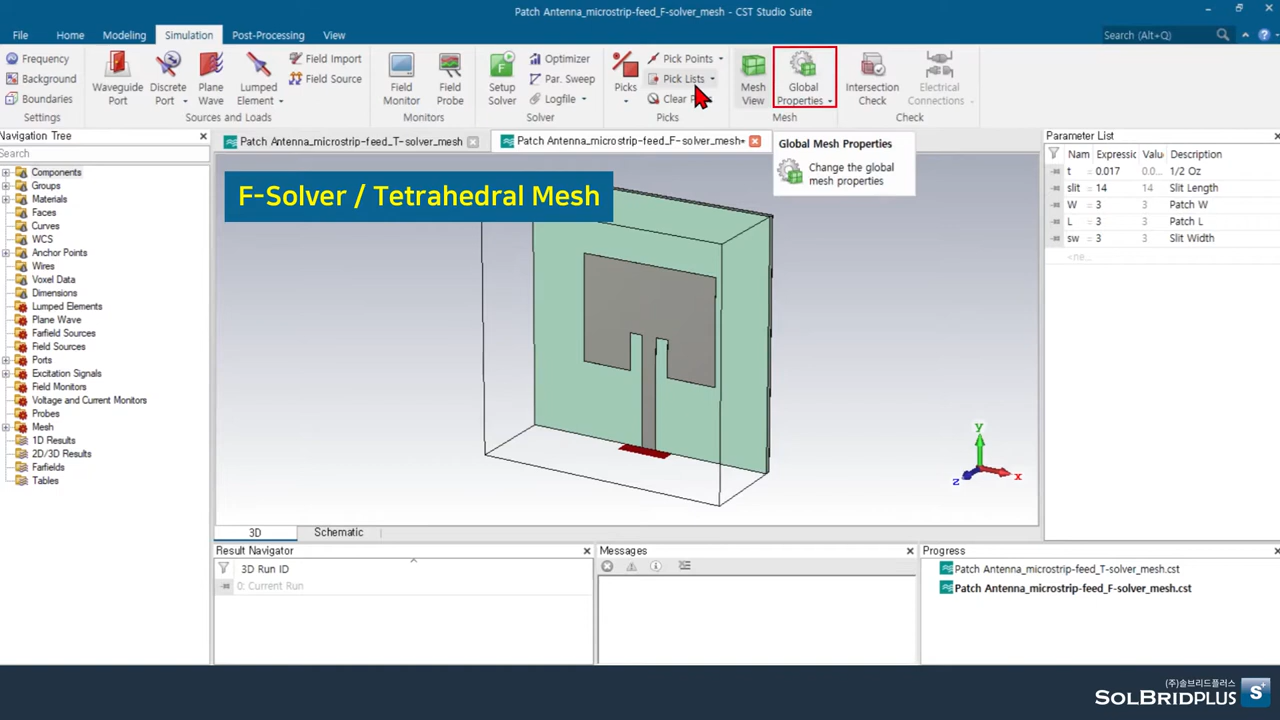 Patch Antenna_microstrip-feed_F-solver_mesh - CST Studio Suite
File Home Modeling Simulation Post-Processing View Search (Alt+Q)
Frequency
Background
Boundaries
Settings
Waveguide Port
Discrete Port
Plane Wave
Lumped Element
Field Import
Field Source
Sources and Loads
Field Monitor
Field Probe
Monitors
Setup Solver
Optimizer
Par. Sweep
Logfile
Solver
Picks
Pick Points
Pick Lists
Clear
Picks
Mesh View
Global Properties
Mesh
Intersection Check
Electrical Connections
Check
Navigation Tree
Search
Components
Groups
Materials
Faces
Curves
WCS
Anchor Points
Wires
Voxel Data
Dimensions
Lumped Elements
Plane Wave
Farfield Sources
Field Sources
Ports
Excitation Signals
Field Monitors
Voltage and Current Monitors
Probes
Mesh
1D Results
2D/3D Results
Farfields
Tables
Patch Antenna_microstrip-feed_T-solver_mesh
Patch Antenna_microstrip-feed_F-solver_mesh*
Global Mesh Properties
Change the global
mesh properties
F-Solver / Tetrahedral Mesh
y
x
z
3D Schematic
Parameter List
Nam Expressic Valu Description
t = 0.017 0.0... 1/2 Oz
slit = 14 14 Slit Length
W = 3 3 Patch W
L = 3 3 Patch L
sw = 3 3 Slit Width
<ne...
Result Navigator
3D Run ID
0: Current Run
Messages
Progress
Patch Antenna_microstrip-feed_T-solver_mesh.cst
Patch Antenna_microstrip-feed_F-solver_mesh.cst
(주)솔브리드플러스
SOLBRIDPLUS S+